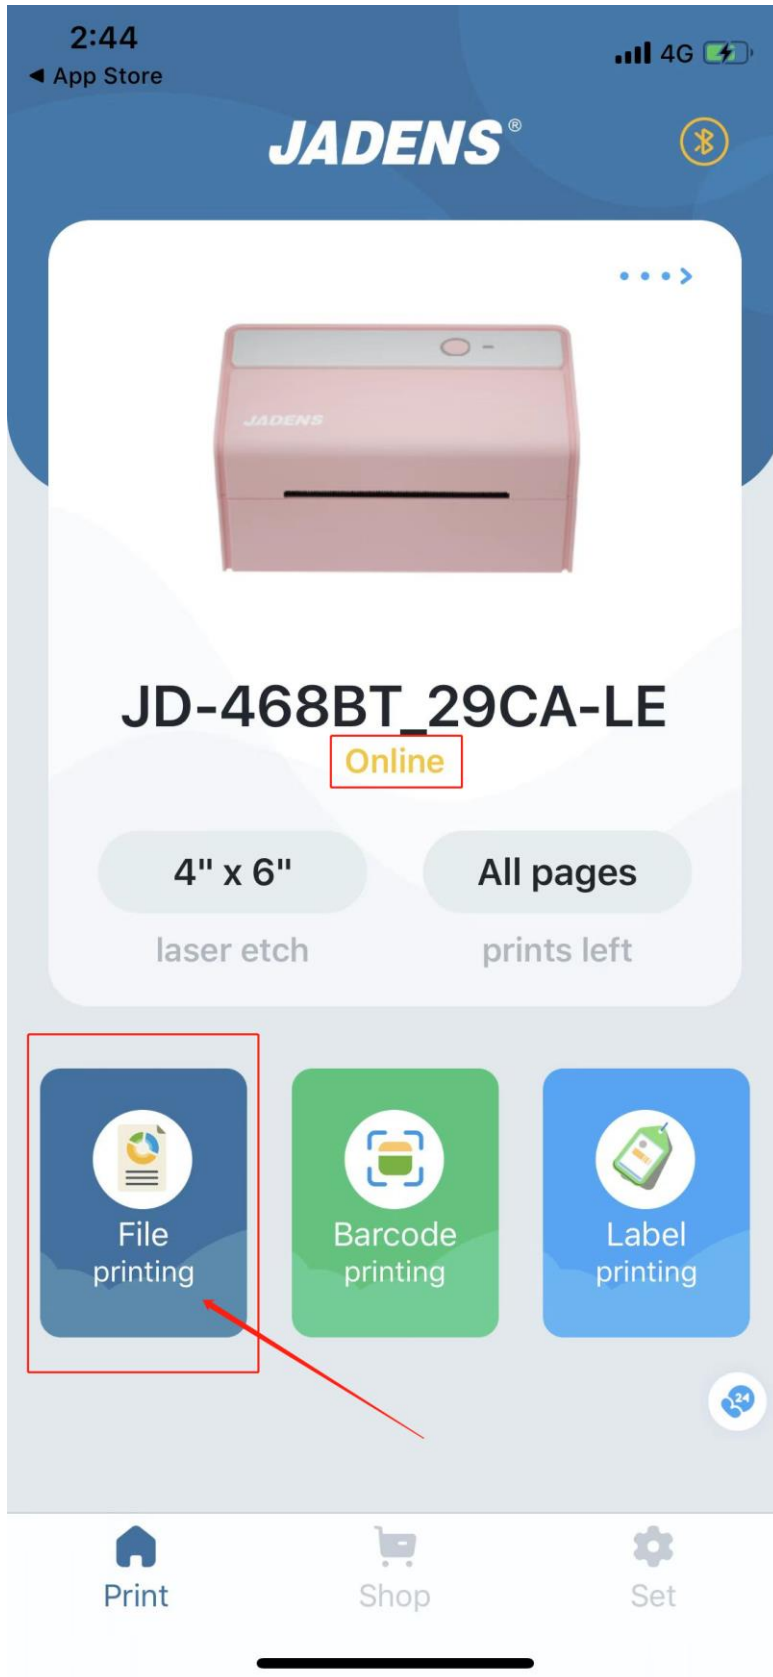 2:44
4G
◀ App Store
JADENS®
JADENS
JD-468BT_29CA-LE
Online
4" x 6"
All pages
laser etch
prints left
File
printing
Barcode
printing
Label
printing
24
Print
Shop
Set